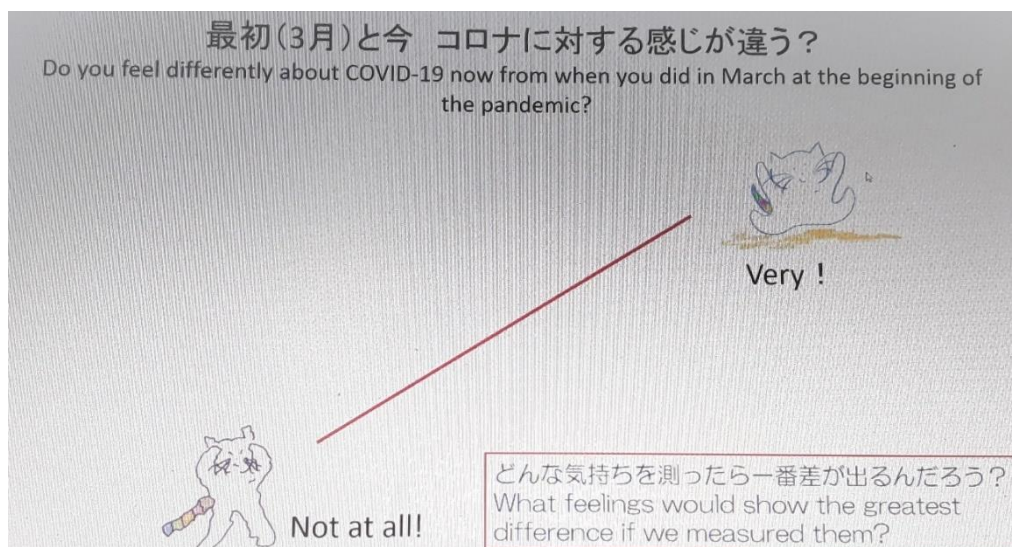 最初(3月)と今 コロナに対する感じが違う?
Do you feel differently about COVID-19 now from when you did in March at the beginning of
the pandemic?
Very !
Not at all!
どんな気持ちを測ったら一番差が出るんだろう?
What feelings would show the greatest
difference if we measured them?